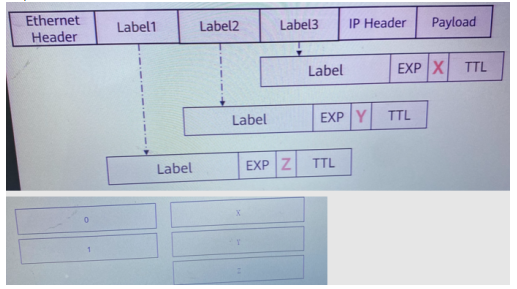 Ethernet Header Label1 Label2 Label3 IP Header Payload
Label EXP X TTL
Label EXP Y TTL
Label EXP Z TTL
0 X
1 Y
Z